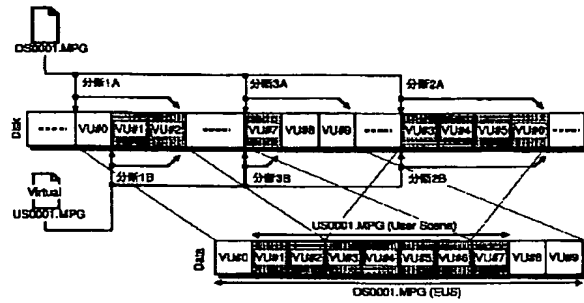 DS0001.MPG
分断1A
分断3A
分断2A
DISK
VU#0
VU#1
VU#2
VU#7
VU#8
VU#9
VU#3
VU#4
VU#5
VU#6
Virtual
US0001.MPG
分断1B
分断3B
分断2B
US0001.MPG (User Scene)
DATA
VU#0
VU#1
VU#2
VU#3
VU#4
VU#5
VU#6
VU#7
VU#8
VU#9
DS0001.MPG (EUS)